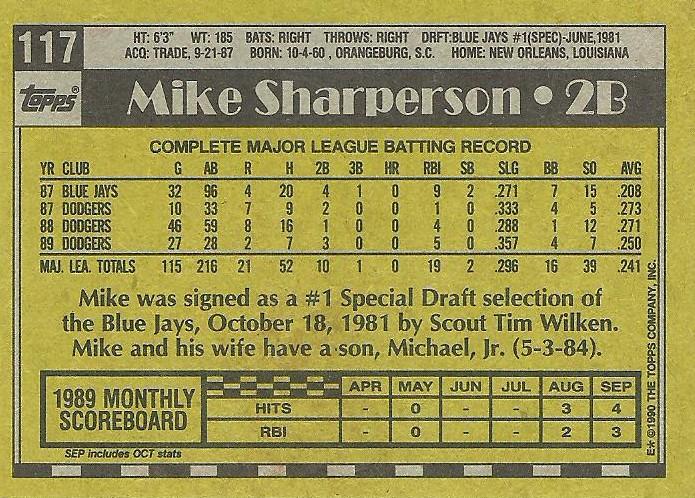 117
HT: 6'3" WT: 185 BATS: RIGHT THROWS: RIGHT DRFT:BLUE JAYS #1(SPEC)-JUNE,1981
ACQ: TRADE, 9-21-87 BORN: 10-4-60 , ORANGEBURG, S.C. HOME: NEW ORLEANS, LOUISIANA
TOPPS®
Mike Sharperson • 2B
COMPLETE MAJOR LEAGUE BATTING RECORD
YR CLUB G AB R H 2B 3B HR RBI SB SLG BB SO AVG
87 BLUE JAYS 32 96 4 20 4 1 0 9 2 .271 7 15 .208
87 DODGERS 10 33 7 9 2 0 0 1 0 .333 4 5 .273
88 DODGERS 46 59 8 16 1 0 0 4 0 .288 1 12 .271
89 DODGERS 27 28 2 7 3 0 0 5 0 .357 4 7 .250
MAJ. LEA. TOTALS 115 216 21 52 10 1 0 19 2 .296 16 39 .241
Mike was signed as a #1 Special Draft selection of
the Blue Jays, October 18, 1981 by Scout Tim Wilken.
Mike and his wife have a son, Michael, Jr. (5-3-84).
1989 MONTHLY
SCOREBOARD
APR MAY JUN JUL AUG SEP
HITS - 0 - - 3 4
RBI - 0 - - 2 3
SEP includes OCT stats
E* © 1990 THE TOPPS COMPANY, INC.